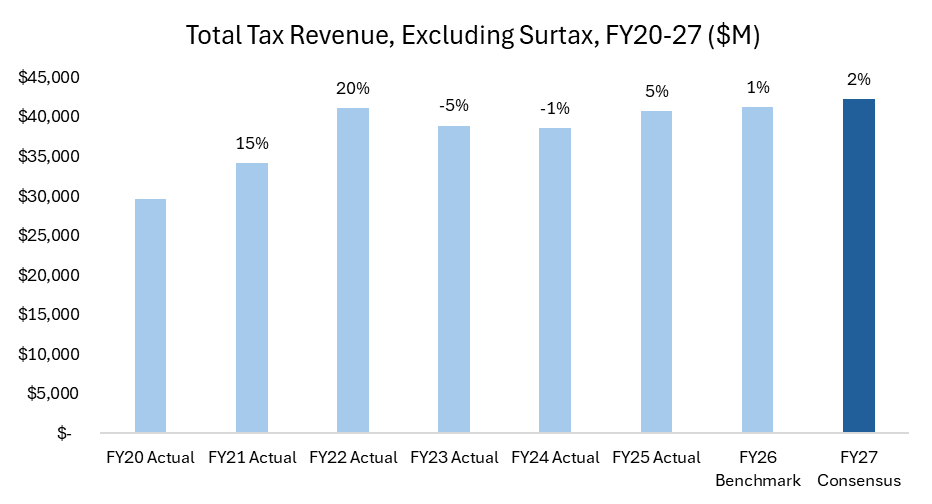 Total Tax Revenue, Excluding Surtax, FY20-27 ($M)
$45,000
$40,000
$35,000
$30,000
$25,000
$20,000
$15,000
$10,000
$5,000
$-
15%
20%
-5%
-1%
5%
1%
2%
FY20 Actual
FY21 Actual
FY22 Actual
FY23 Actual
FY24 Actual
FY25 Actual
FY26
Benchmark
FY27
Consensus